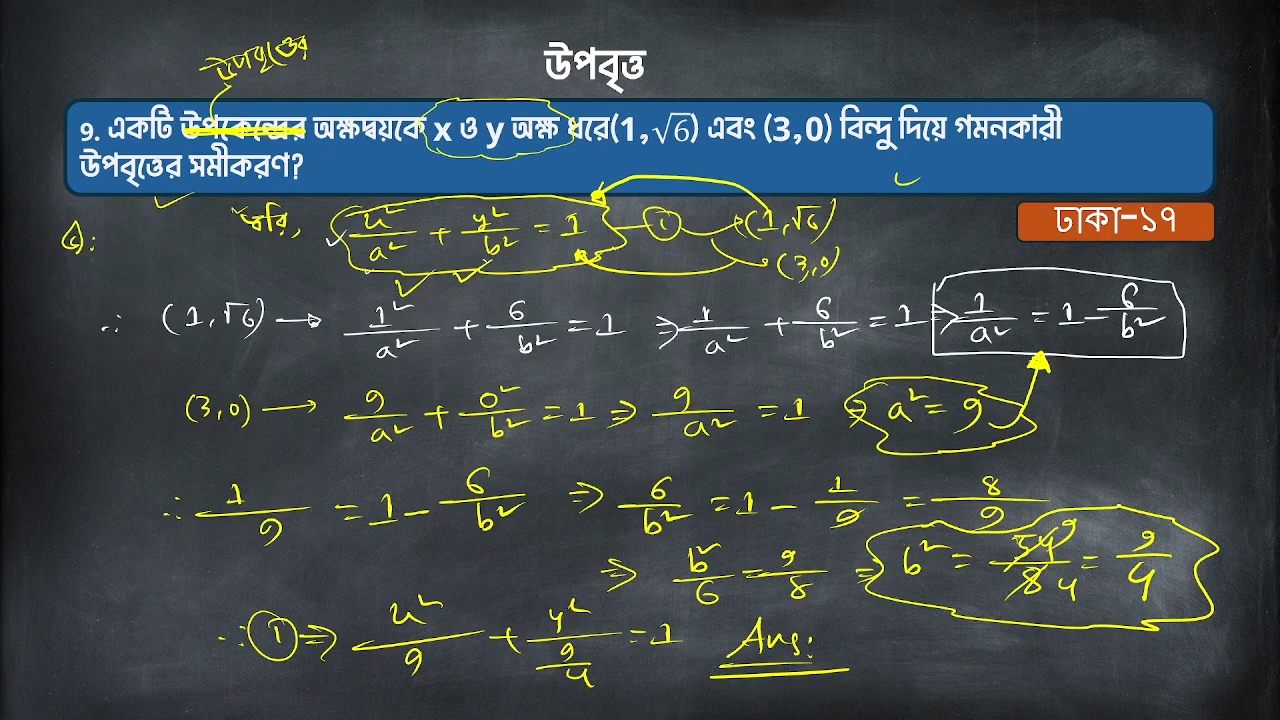 উপবৃত্তের
উপবৃত্ত
9. একটি উপকেন্দ্রের অক্ষদ্বয়কে x ও y অক্ষ ধরে(1,√6) এবং (3,0) বিন্দু দিয়ে গমনকারী
উপবৃত্তের সমীকরণ?
ঢাকা-১৭
ধরি, x²/a² + y²/b² = 1 — ① → (1,√6)
(3,0)
∴ (1,√6) → 1²/a² + 6/b² = 1 ⇒ 1/a² + 6/b² = 1 ⇒ 1/a² = 1 - 6/b²
(3,0) → 9/a² + 0²/b² = 1 ⇒ 9/a² = 1 ⇒ a² = 9
∴ 1/9 = 1 - 6/b² ⇒ 6/b² = 1 - 1/9 = 8/9
⇒ b²/6 = 9/8 ⇒ b² = 54 9/8 4 = 9/4
∴ ① ⇒ x²/9 + y²/(9/4) = 1 Ans: